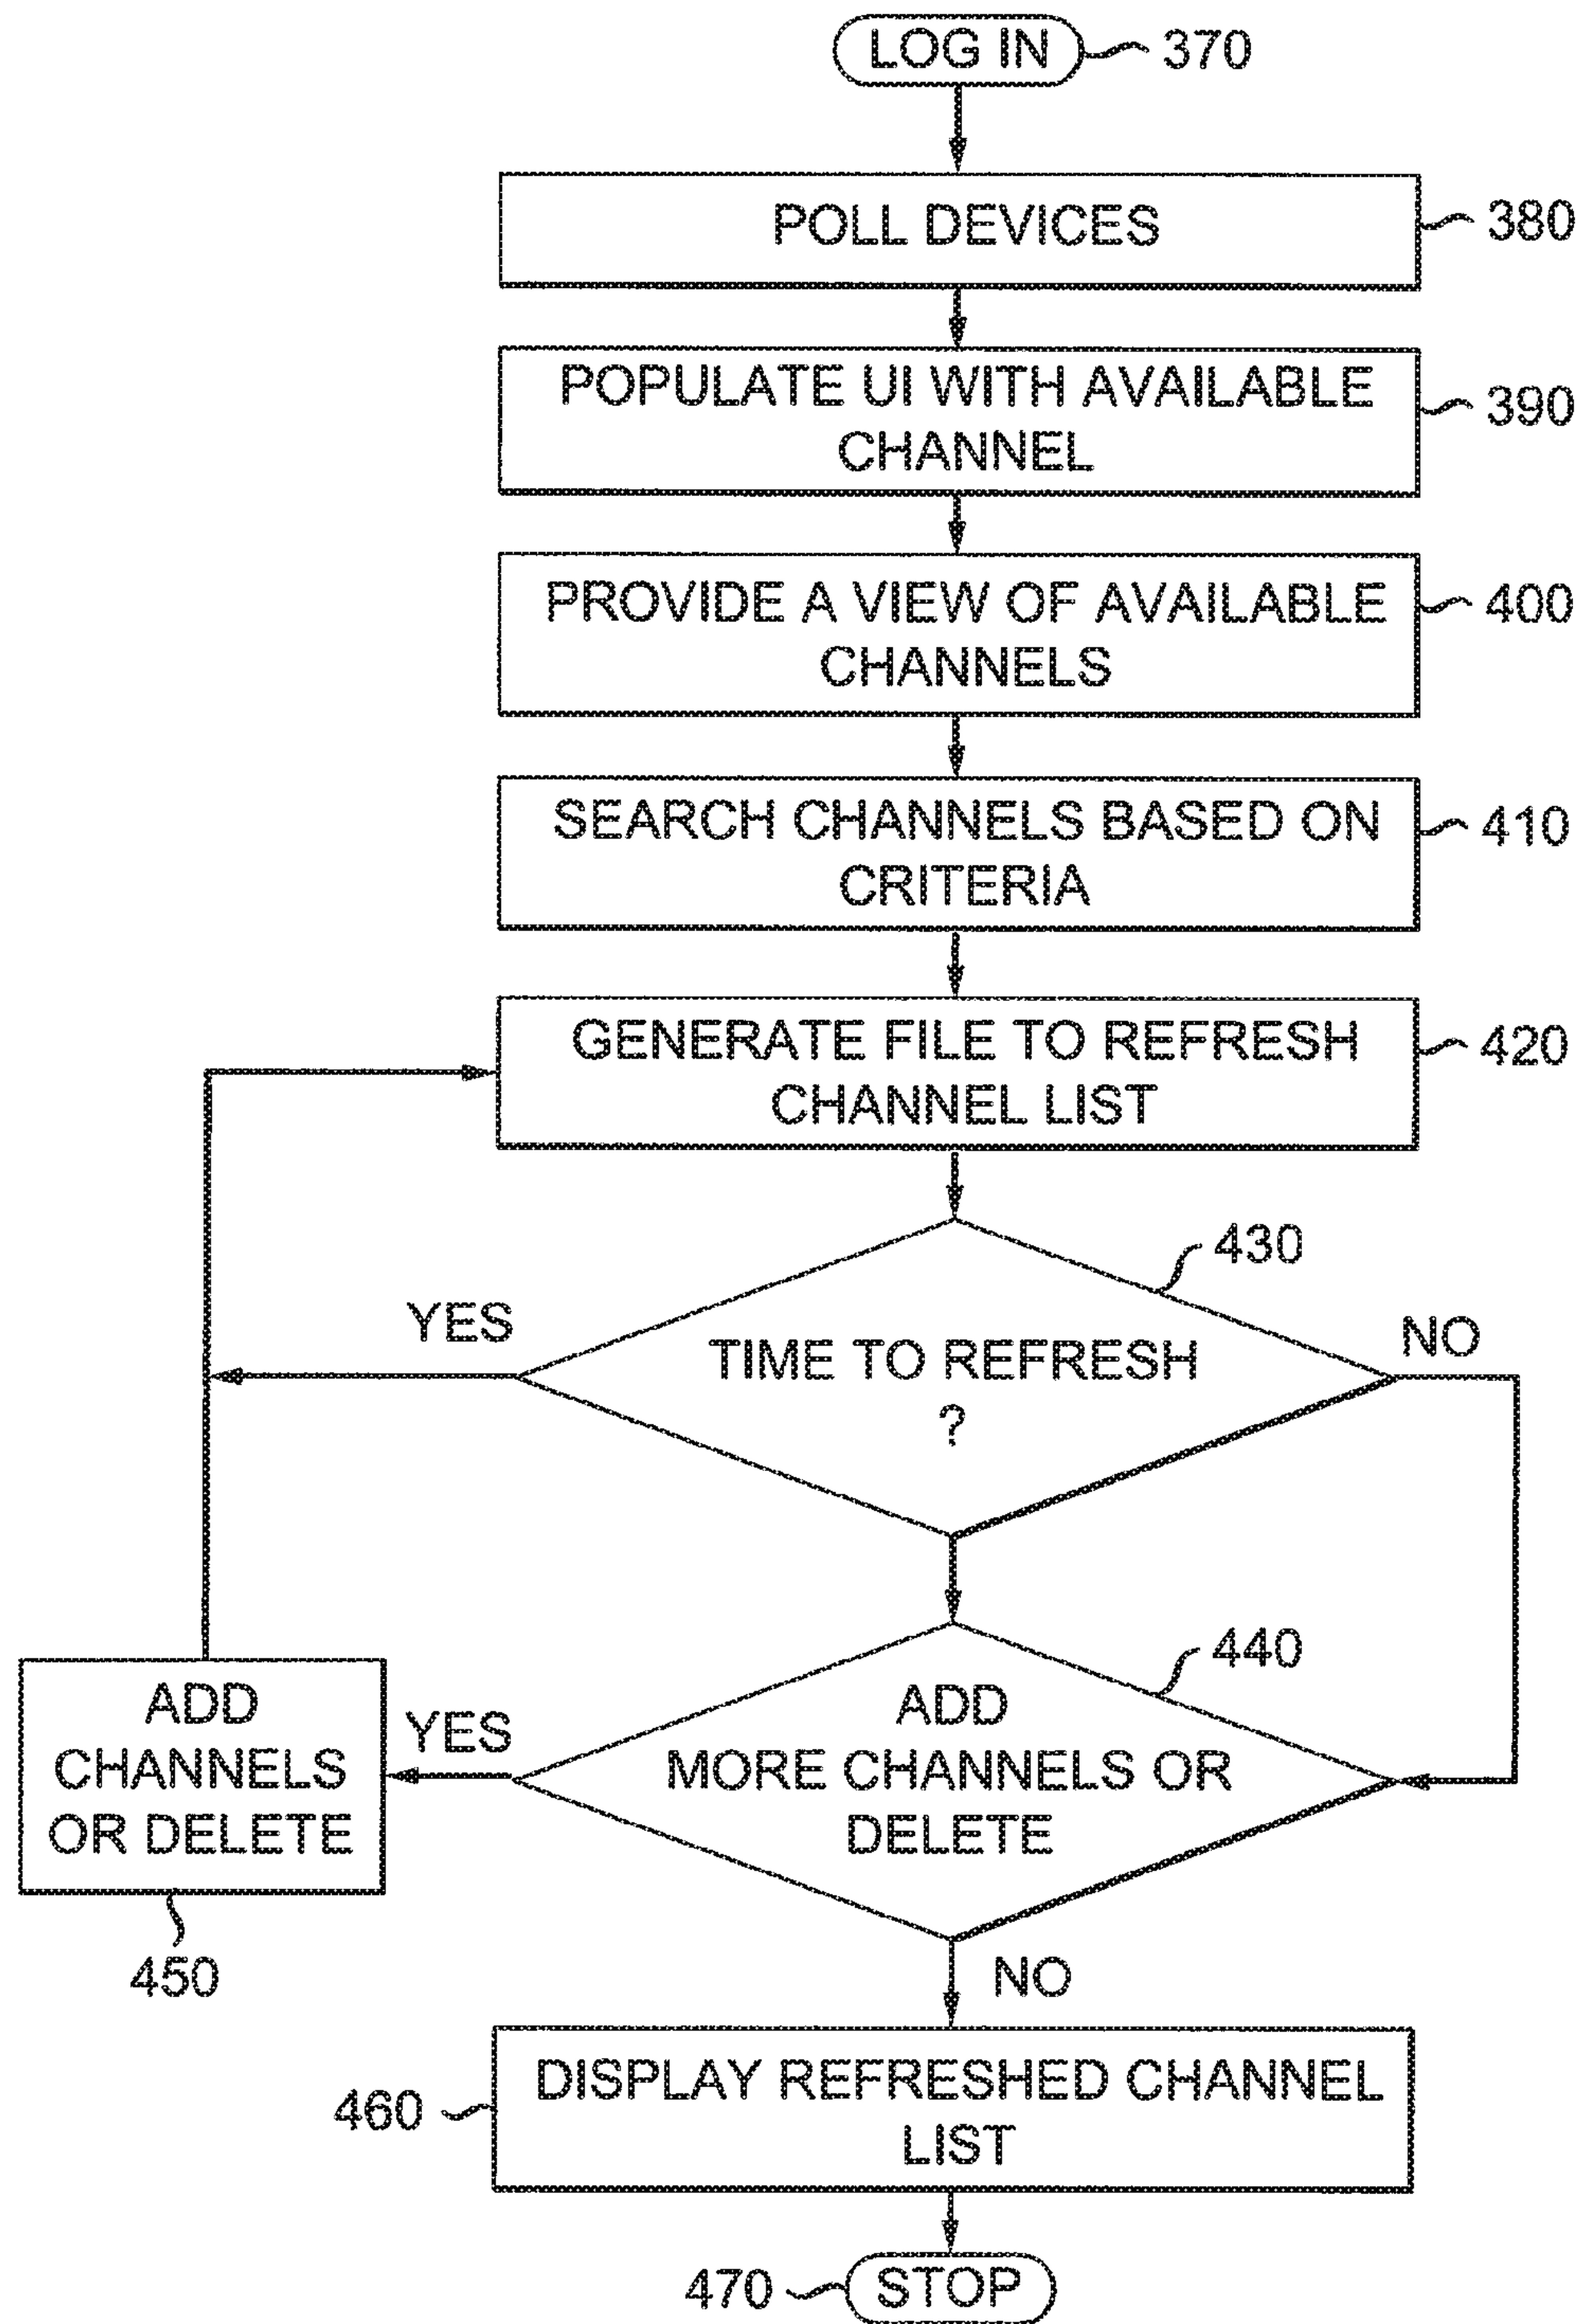 LOG IN
370
POLL DEVICES
380
POPULATE UI WITH AVAILABLE
CHANNEL
390
PROVIDE A VIEW OF AVAILABLE
CHANNELS
400
SEARCH CHANNELS BASED ON
CRITERIA
410
GENERATE FILE TO REFRESH
CHANNEL LIST
420
430
YES
TIME TO REFRESH
?
NO
440
ADD
MORE CHANNELS OR
DELETE
YES
ADD
CHANNELS
OR DELETE
450
NO
DISPLAY REFRESHED CHANNEL
LIST
460
470
STOP